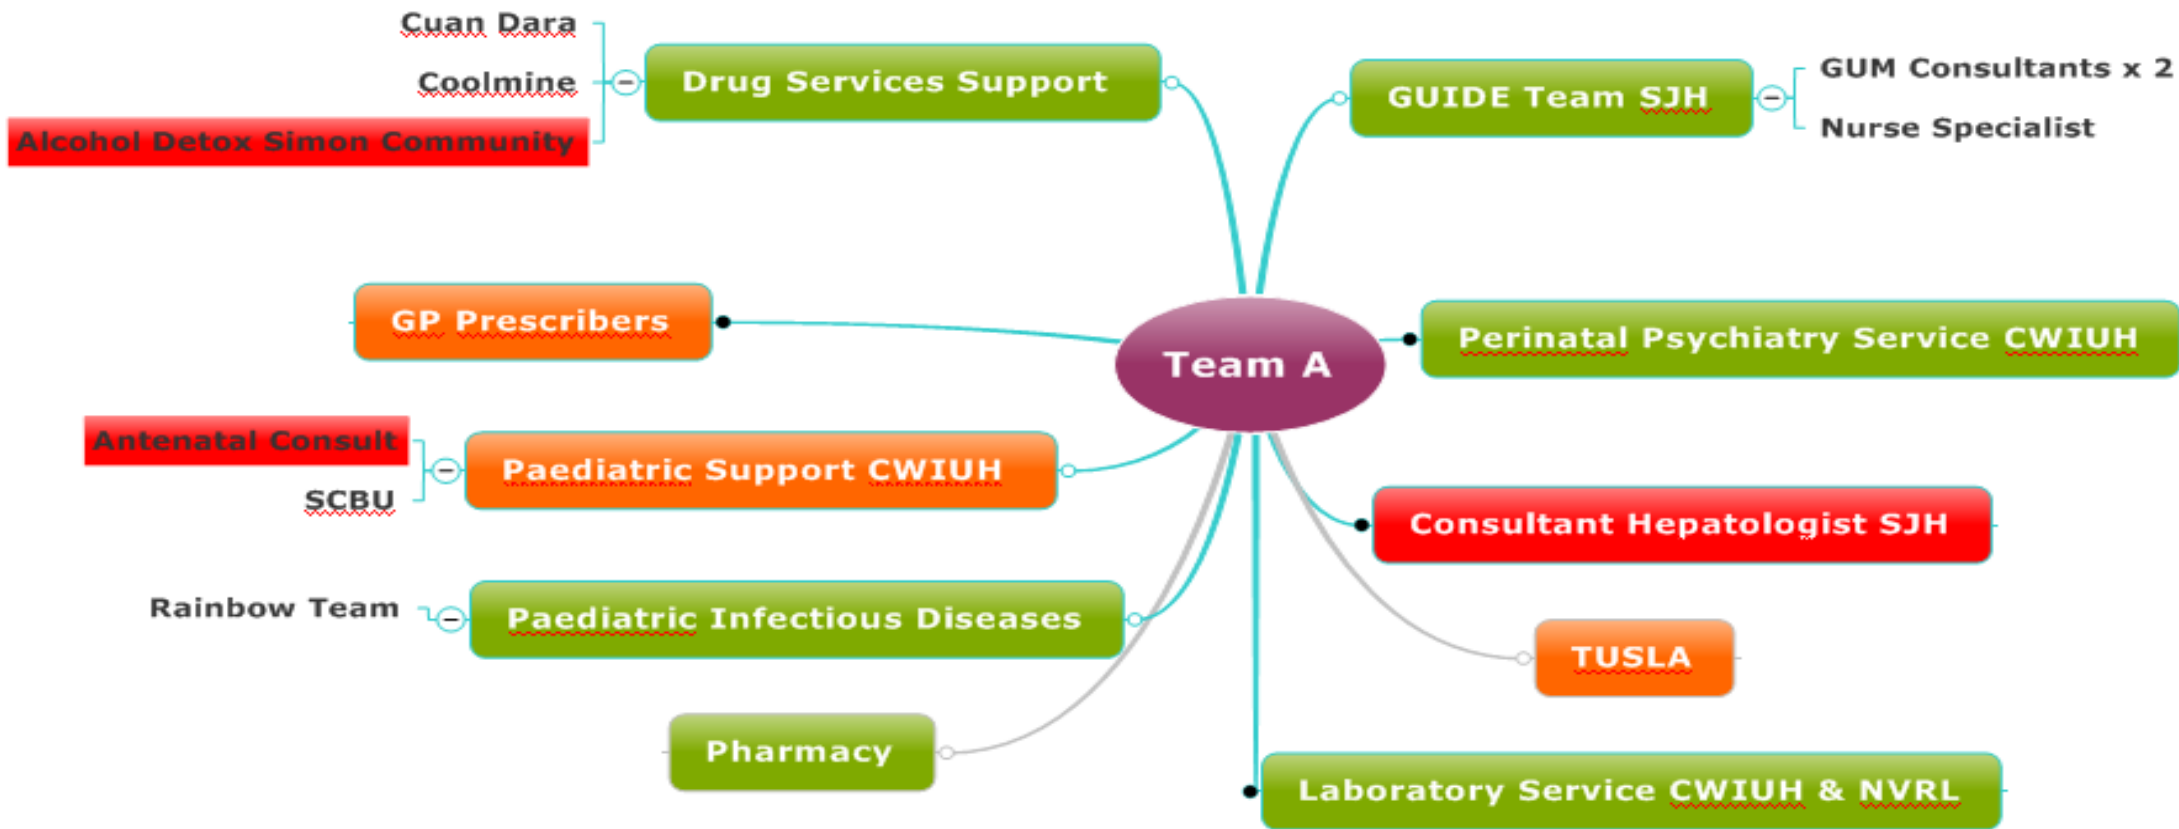 Cuan Dara
Coolmine
Alcohol Detox Simon Community
Drug Services Support
GUIDE Team SJH
GUM Consultants x 2
Nurse Specialist
GP Prescribers
Team A
Perinatal Psychiatry Service CWIUH
Antenatal Consult
SCBU
Paediatric Support CWIUH
Consultant Hepatologist SJH
Rainbow Team
Paediatric Infectious Diseases
TUSLA
Pharmacy
Laboratory Service CWIUH & NVRL